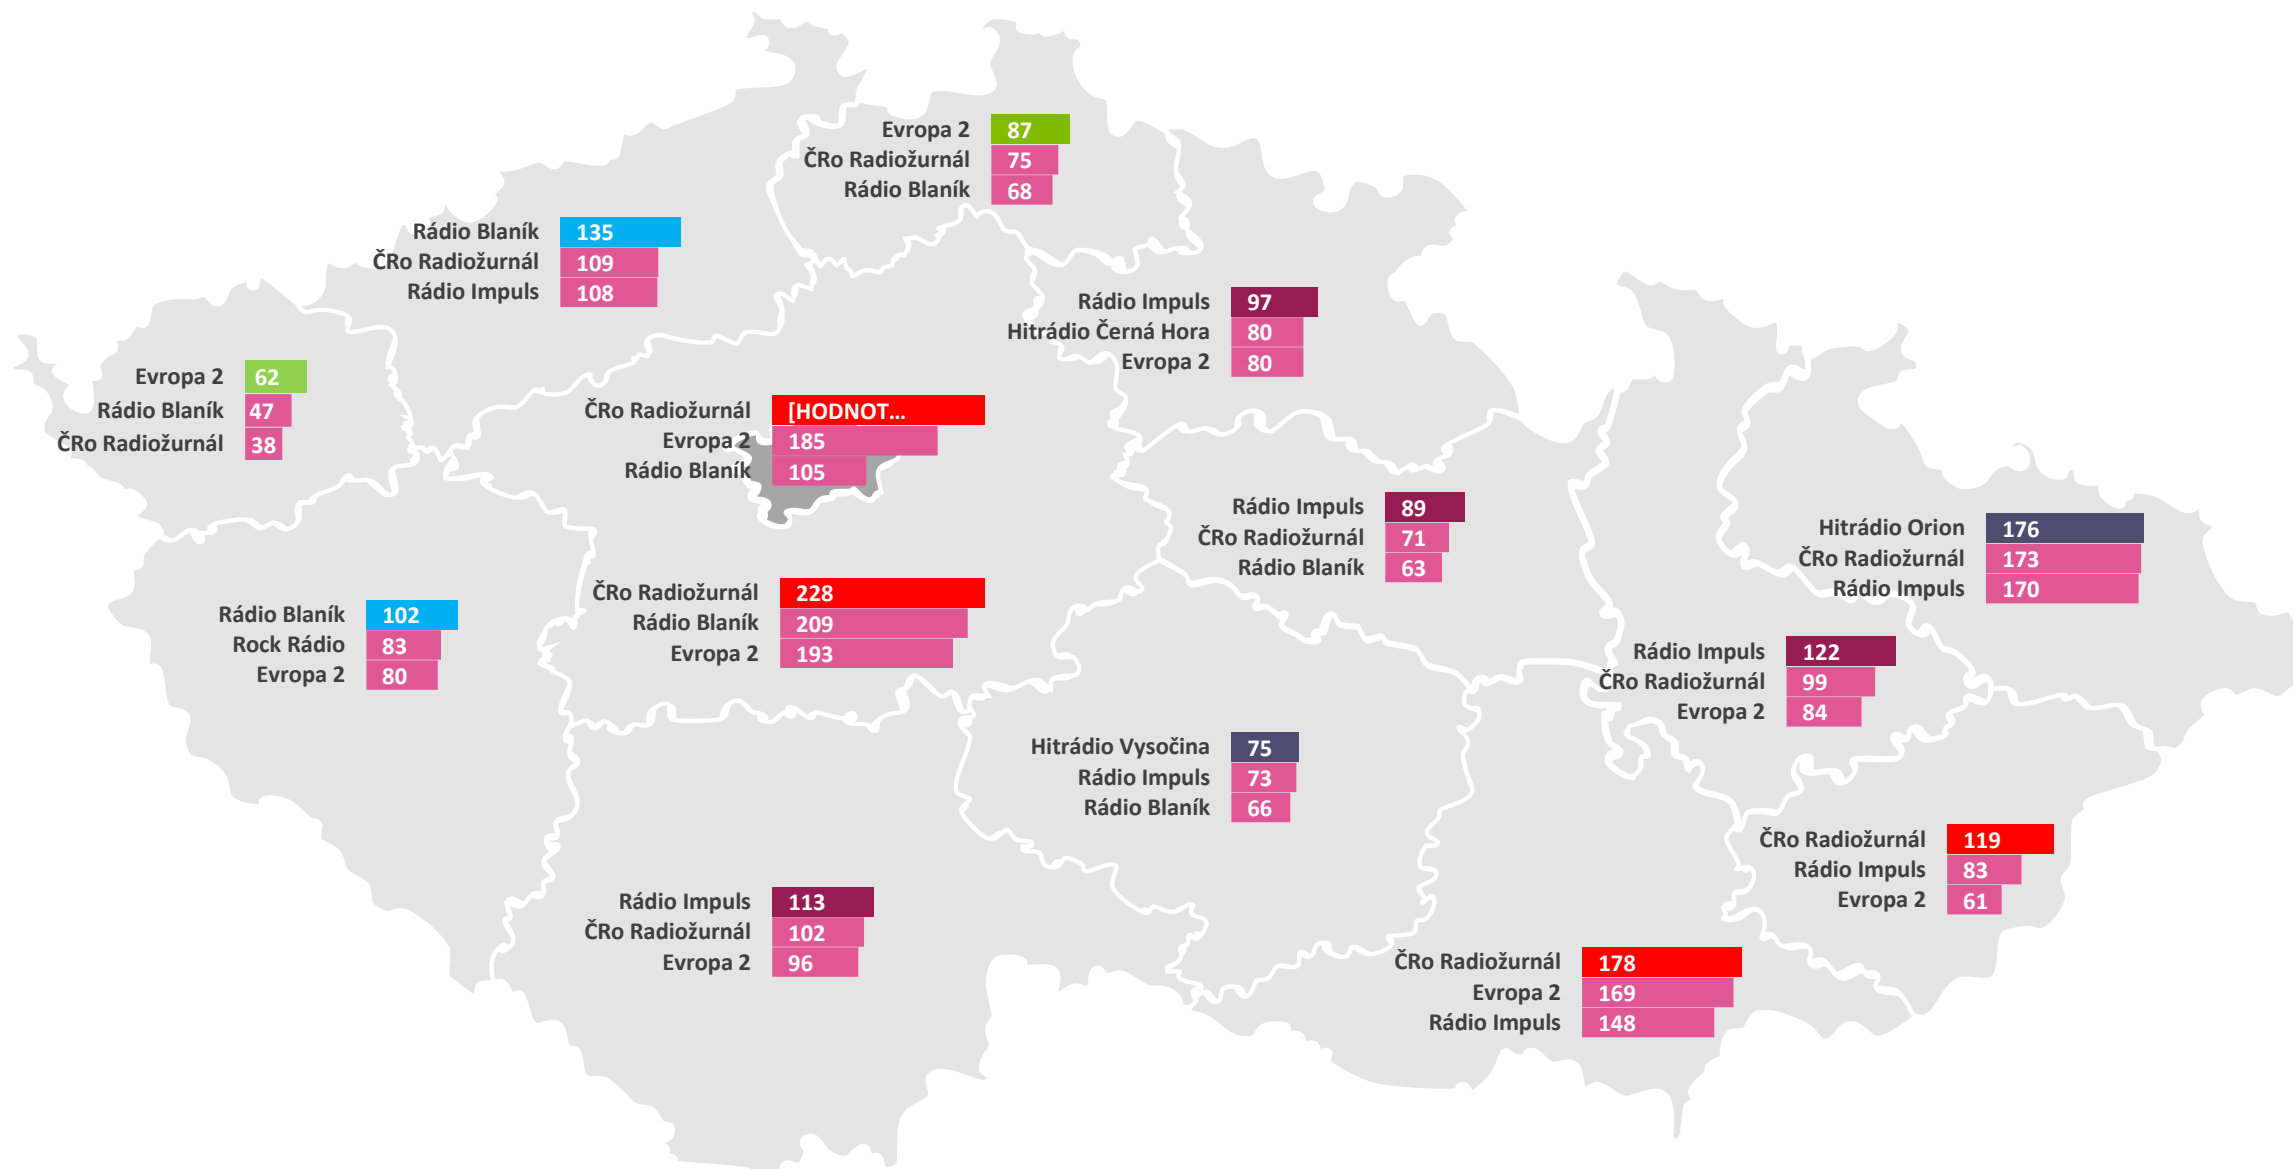 Evropa 2 87
ČRo Radiožurnál 75
Rádio Blaník 68
Rádio Blaník 135
ČRo Radiožurnál 109
Rádio Impuls 108
Rádio Impuls 97
Hitrádio Černá Hora 80
Evropa 2 80
Evropa 2 62
Rádio Blaník 47
ČRo Radiožurnál 38
ČRo Radiožurnál [HODNOT...
Evropa 2 185
Rádio Blaník 105
Rádio Impuls 89
ČRo Radiožurnál 71
Rádio Blaník 63
Hitrádio Orion 176
ČRo Radiožurnál 173
Rádio Impuls 170
ČRo Radiožurnál 228
Rádio Blaník 209
Evropa 2 193
Rádio Blaník 102
Rock Rádio 83
Evropa 2 80
Rádio Impuls 122
ČRo Radiožurnál 99
Evropa 2 84
Hitrádio Vysočina 75
Rádio Impuls 73
Rádio Blaník 66
ČRo Radiožurnál 119
Rádio Impuls 83
Evropa 2 61
Rádio Impuls 113
ČRo Radiožurnál 102
Evropa 2 96
ČRo Radiožurnál 178
Evropa 2 169
Rádio Impuls 148